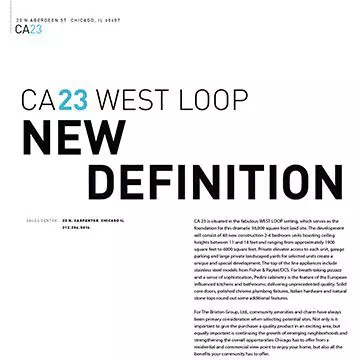 23 N ABERDEEN ST. CHICAGO, IL 60607
CA23
CA23 WEST LOOP
NEW
DEFINITION
SALES CENTER 20 N. CARPENTER CHICAGO IL
312.286.5016
CA 23 is situated in the fabulous WEST LOOP setting, which serves as the
foundation for this dramatic 36,000 square foot land site. The development
will consist of 40 new construction 2-4 bedroom units boasting ceiling
heights between 11 and 18 feet and ranging from approximately 1900
square feet to 4000 square feet. Private elevator access to each unit, garage
parking and large private landscaped yards for selected units create a
unique and special development. The top of the line appliances include
stainless steel models from Fisher & Paykel/DCS. For breath-taking pizzazz
and a sense of sophistication, Pedini cabinetry is the feature of the European
influenced kitchens and bathrooms; delivering unprecedented quality. Solid
core doors, polished chrome plumbing fixtures, Italian hardware and natural
stone tops round out some additional features.
For The Brixton Group, Ltd., community amenities and charm have always
been primary consideration when selecting potential sites. Not only is it
important to give the purchaser a quality product in an exciting area, but
equally important is continuing the growth of emerging neighborhoods and
strengthening the overall opportunities Chicago has to offer from a
residential and commercial view point to enjoy your home, but also all the
benefits your community has to offer.